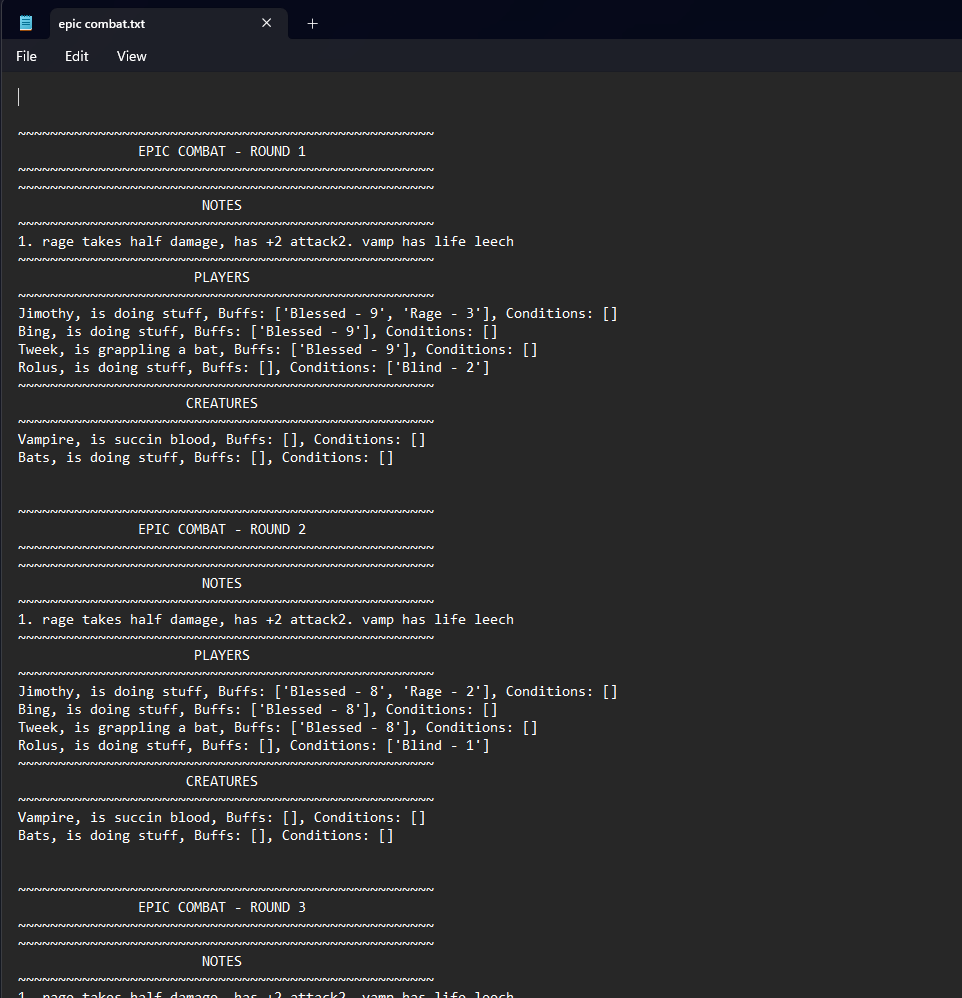 epic combat.txt
File Edit View
~~~~~~~~~~~~~~~~~~~~~~~~~~~~~~~~~~~~~~~~~~~~~~~~~~~~
EPIC COMBAT - ROUND 1
~~~~~~~~~~~~~~~~~~~~~~~~~~~~~~~~~~~~~~~~~~~~~~~~~~~~
~~~~~~~~~~~~~~~~~~~~~~~~~~~~~~~~~~~~~~~~~~~~~~~~~~~~
NOTES
~~~~~~~~~~~~~~~~~~~~~~~~~~~~~~~~~~~~~~~~~~~~~~~~~~~~
1. rage takes half damage, has +2 attack2. vamp has life leech
~~~~~~~~~~~~~~~~~~~~~~~~~~~~~~~~~~~~~~~~~~~~~~~~~~~~
PLAYERS
~~~~~~~~~~~~~~~~~~~~~~~~~~~~~~~~~~~~~~~~~~~~~~~~~~~~
Jimothy, is doing stuff, Buffs: ['Blessed - 9', 'Rage - 3'], Conditions: []
Bing, is doing stuff, Buffs: ['Blessed - 9'], Conditions: []
Tweek, is grappling a bat, Buffs: ['Blessed - 9'], Conditions: []
Rolus, is doing stuff, Buffs: [], Conditions: ['Blind - 2']
~~~~~~~~~~~~~~~~~~~~~~~~~~~~~~~~~~~~~~~~~~~~~~~~~~~~
CREATURES
~~~~~~~~~~~~~~~~~~~~~~~~~~~~~~~~~~~~~~~~~~~~~~~~~~~~
Vampire, is succin blood, Buffs: [], Conditions: []
Bats, is doing stuff, Buffs: [], Conditions: []
~~~~~~~~~~~~~~~~~~~~~~~~~~~~~~~~~~~~~~~~~~~~~~~~~~~~
EPIC COMBAT - ROUND 2
~~~~~~~~~~~~~~~~~~~~~~~~~~~~~~~~~~~~~~~~~~~~~~~~~~~~
~~~~~~~~~~~~~~~~~~~~~~~~~~~~~~~~~~~~~~~~~~~~~~~~~~~~
NOTES
~~~~~~~~~~~~~~~~~~~~~~~~~~~~~~~~~~~~~~~~~~~~~~~~~~~~
1. rage takes half damage, has +2 attack2. vamp has life leech
~~~~~~~~~~~~~~~~~~~~~~~~~~~~~~~~~~~~~~~~~~~~~~~~~~~~
PLAYERS
~~~~~~~~~~~~~~~~~~~~~~~~~~~~~~~~~~~~~~~~~~~~~~~~~~~~
Jimothy, is doing stuff, Buffs: ['Blessed - 8', 'Rage - 2'], Conditions: []
Bing, is doing stuff, Buffs: ['Blessed - 8'], Conditions: []
Tweek, is grappling a bat, Buffs: ['Blessed - 8'], Conditions: []
Rolus, is doing stuff, Buffs: [], Conditions: ['Blind - 1']
~~~~~~~~~~~~~~~~~~~~~~~~~~~~~~~~~~~~~~~~~~~~~~~~~~~~
CREATURES
~~~~~~~~~~~~~~~~~~~~~~~~~~~~~~~~~~~~~~~~~~~~~~~~~~~~
Vampire, is succin blood, Buffs: [], Conditions: []
Bats, is doing stuff, Buffs: [], Conditions: []
~~~~~~~~~~~~~~~~~~~~~~~~~~~~~~~~~~~~~~~~~~~~~~~~~~~~
EPIC COMBAT - ROUND 3
~~~~~~~~~~~~~~~~~~~~~~~~~~~~~~~~~~~~~~~~~~~~~~~~~~~~
~~~~~~~~~~~~~~~~~~~~~~~~~~~~~~~~~~~~~~~~~~~~~~~~~~~~
NOTES
~~~~~~~~~~~~~~~~~~~~~~~~~~~~~~~~~~~~~~~~~~~~~~~~~~~~
1. rage takes half damage, has +2 attack2. vamp has life leech